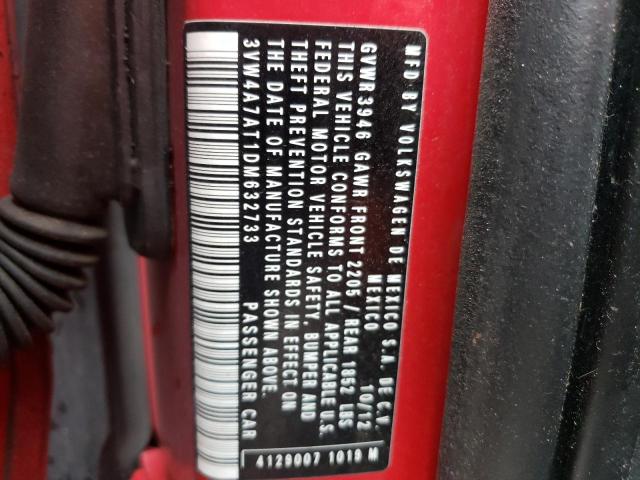 MFD BY VOLKSWAGEN DE MEXICO S.A. DE C.V.
MEXICO
10/12
GVWR 3946 GAWR FRONT 2205 / REAR 1852 LBS
THIS VEHICLE CONFORMS TO ALL APPLICABLE U.S.
FEDERAL MOTOR VEHICLE SAFETY, BUMPER AND
THEFT PREVENTION STANDARDS IN EFFECT ON
THE DATE OF MANUFACTURE SHOWN ABOVE.
3VW4A7AT1DM632733 PASSENGER CAR
4129007 1019 M